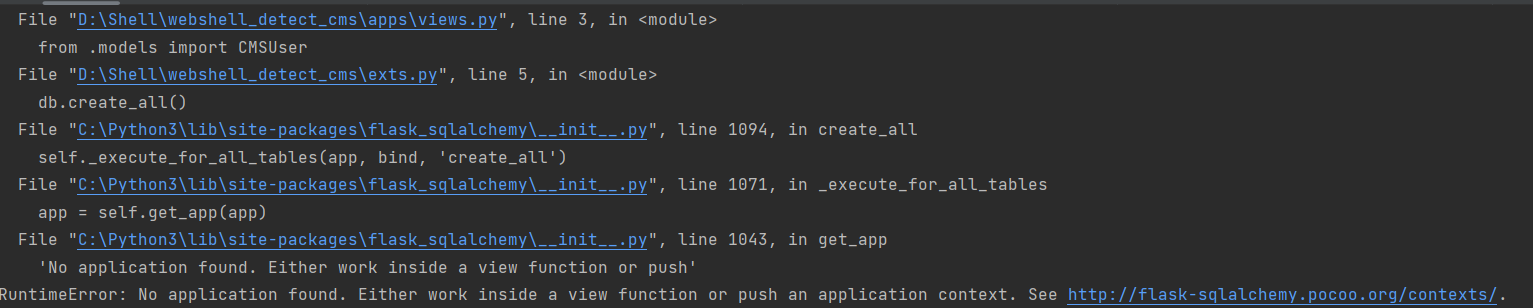 File "D:\Shell\webshell_detect_cms\apps\views.py", line 3, in <module>
from .models import CMSUser
File "D:\Shell\webshell_detect_cms\exts.py", line 5, in <module>
db.create_all()
File "C:\Python3\lib\site-packages\flask_sqlalchemy\__init__.py", line 1094, in create_all
self._execute_for_all_tables(app, bind, 'create_all')
File "C:\Python3\lib\site-packages\flask_sqlalchemy\__init__.py", line 1071, in _execute_for_all_tables
app = self.get_app(app)
File "C:\Python3\lib\site-packages\flask_sqlalchemy\__init__.py", line 1043, in get_app
'No application found. Either work inside a view function or push'
RuntimeError: No application found. Either work inside a view function or push an application context. See http://flask-sqlalchemy.pocoo.org/contexts/.